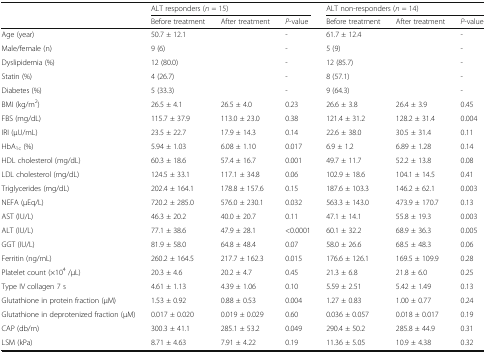 ALT responders (n = 15) ALT non-responders (n = 14)
Before treatment After treatment P-value Before treatment After treatment P-value
Age (year) 50.7 ± 12.1 - 61.7 ± 12.4 -
Male/female (n) 9 (6) - 5 (9) -
Dyslipidemia (%) 12 (80.0) - 12 (85.7) -
Statin (%) 4 (26.7) - 8 (57.1) -
Diabetes (%) 5 (33.3) - 9 (64.3) -
BMI (kg/m²) 26.5 ± 4.1 26.5 ± 4.0 0.23 26.6 ± 3.8 26.4 ± 3.9 0.45
FBS (mg/dL) 115.7 ± 37.9 113.0 ± 23.0 0.38 121.4 ± 31.2 128.2 ± 31.4 0.004
IRI (μU/mL) 23.5 ± 22.7 17.9 ± 14.3 0.14 22.6 ± 38.0 30.5 ± 31.4 0.11
HbA1c (%) 5.94 ± 1.03 6.08 ± 1.10 0.017 6.9 ± 1.2 6.89 ± 1.28 0.14
HDL cholesterol (mg/dL) 60.3 ± 18.6 57.4 ± 16.7 0.001 49.7 ± 11.7 52.2 ± 13.8 0.08
LDL cholesterol (mg/dL) 124.5 ± 33.1 117.1 ± 34.8 0.06 102.9 ± 18.6 104.1 ± 14.5 0.41
Triglycerides (mg/dL) 202.4 ± 164.1 178.8 ± 157.6 0.15 187.6 ± 103.3 146.2 ± 62.1 0.003
NEFA (μEq/L) 720.2 ± 285.0 576.0 ± 230.1 0.032 563.3 ± 143.0 473.9 ± 170.7 0.13
AST (IU/L) 46.3 ± 20.2 40.0 ± 20.7 0.11 47.1 ± 14.1 55.8 ± 19.3 0.003
ALT (IU/L) 77.1 ± 38.6 47.9 ± 28.1 <0.0001 60.1 ± 32.2 68.9 ± 36.3 0.005
GGT (IU/L) 81.9 ± 58.0 64.8 ± 48.4 0.07 58.0 ± 26.6 68.5 ± 48.3 0.06
Ferritin (ng/mL) 260.2 ± 164.5 217.7 ± 162.3 0.015 176.6 ± 126.1 169.5 ± 109.9 0.28
Platelet count (×10⁴ /μL) 20.3 ± 4.6 20.2 ± 4.7 0.45 21.3 ± 6.8 21.8 ± 6.0 0.25
Type IV collagen 7 s 4.61 ± 1.13 4.39 ± 1.06 0.10 5.59 ± 2.51 5.42 ± 1.49 0.13
Glutathione in protein fraction (μM) 1.53 ± 0.92 0.88 ± 0.53 0.004 1.27 ± 0.83 1.00 ± 0.77 0.24
Glutathione in deprotenized fraction (μM) 0.017 ± 0.020 0.019 ± 0.029 0.60 0.036 ± 0.057 0.018 ± 0.017 0.19
CAP (db/m) 300.3 ± 41.1 285.1 ± 53.2 0.049 290.4 ± 50.2 285.8 ± 44.9 0.31
LSM (kPa) 8.71 ± 4.63 7.91 ± 4.22 0.19 11.36 ± 5.05 10.9 ± 4.38 0.32